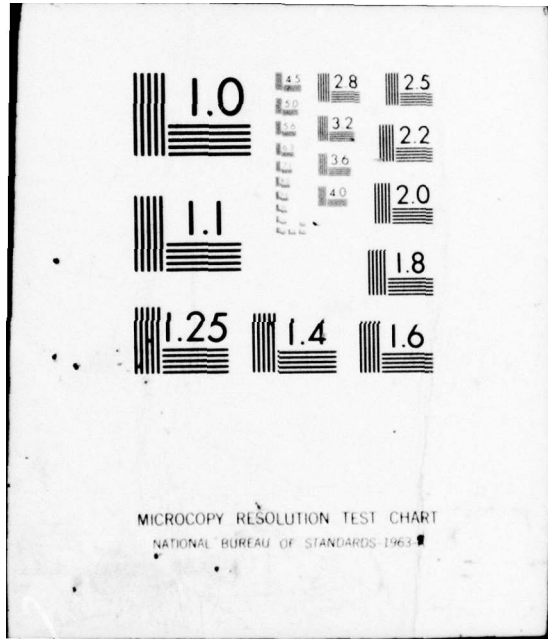 1.0
4.5 2.8 2.5
5.0
5.6 3.2 2.2
6.3 3.6
4.0 2.0
1.1
1.8
1.25 1.4 1.6
MICROCOPY RESOLUTION TEST CHART
NATIONAL BUREAU OF STANDARDS-1963-A